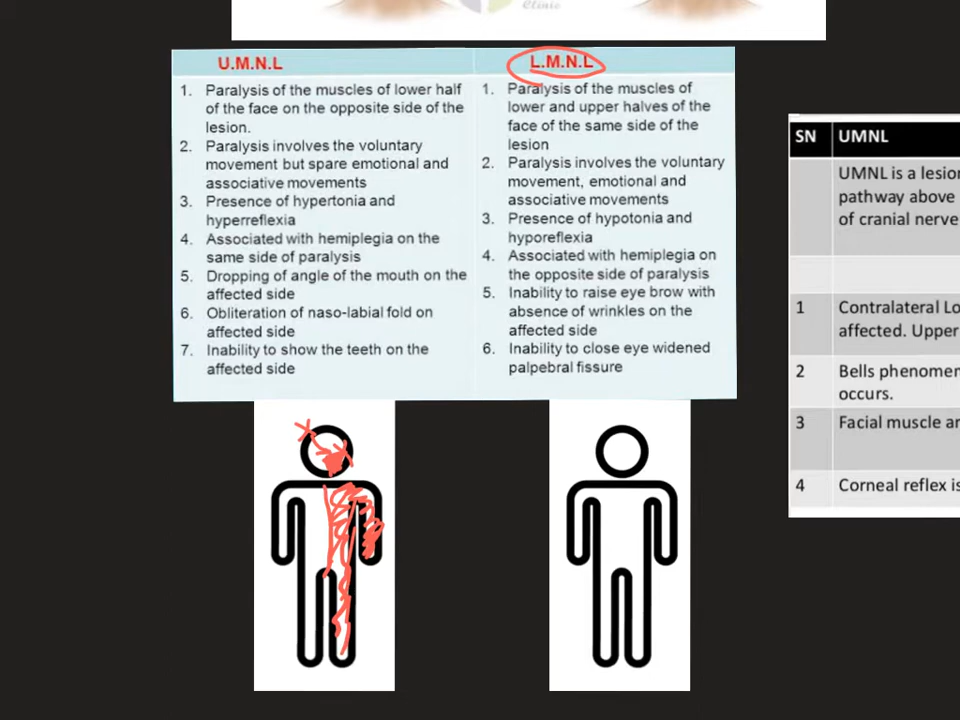 Clinic
U.M.N.L
1. Paralysis of the muscles of lower half
of the face on the opposite side of the
lesion.
2. Paralysis involves the voluntary
movement but spare emotional and
associative movements
3. Presence of hypertonia and
hyperreflexia
4. Associated with hemiplegia on the
same side of paralysis
5. Dropping of angle of the mouth on the
affected side
6. Obliteration of naso-labial fold on
affected side
7. Inability to show the teeth on the
affected side
L.M.N.L
1. Paralysis of the muscles of
lower and upper halves of the
face of the same side of the
lesion
2. Paralysis involves the voluntary
movement, emotional and
associative movements
3. Presence of hypotonia and
hyporeflexia
4. Associated with hemiplegia on
the opposite side of paralysis
5. Inability to raise eye brow with
absence of wrinkles on the
affected side
6. Inability to close eye widened
palpebral fissure
SN UMNL
UMNL is a lesion
pathway above
of cranial nerve
1 Contralateral Lo
affected. Upper
2 Bells phenomen
occurs.
3 Facial muscle ar
4 Corneal reflex is